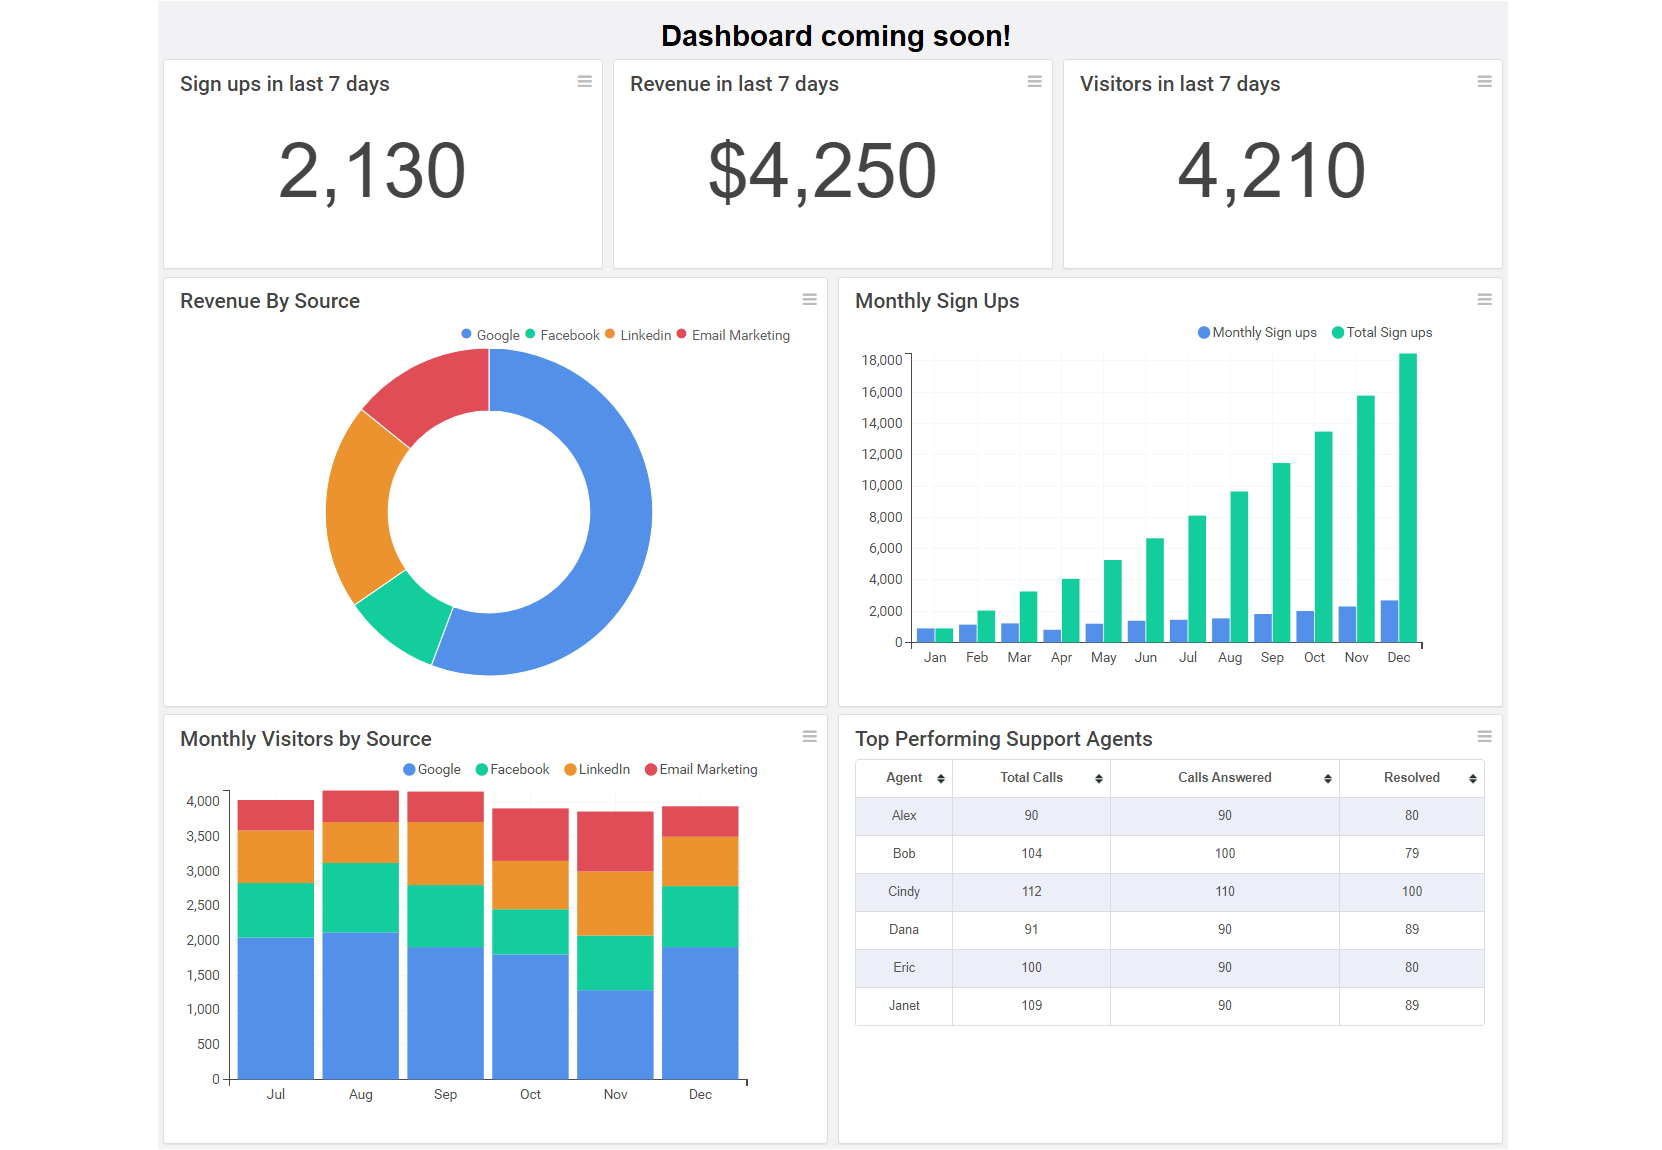 Dashboard coming soon!
Sign ups in last 7 days
2,130
Revenue in last 7 days
$4,250
Visitors in last 7 days
4,210
Revenue By Source
Google Facebook Linkedin Email Marketing
Monthly Sign Ups
Monthly Sign ups Total Sign ups
18,000
16,000
14,000
12,000
10,000
8,000
6,000
4,000
2,000
0
Jan Feb Mar Apr May Jun Jul Aug Sep Oct Nov Dec
Monthly Visitors by Source
Google Facebook LinkedIn Email Marketing
4,000
3,500
3,000
2,500
2,000
1,500
1,000
500
0
Jul Aug Sep Oct Nov Dec
Top Performing Support Agents
Agent Total Calls Calls Answered Resolved
Alex 90 90 80
Bob 104 100 79
Cindy 112 110 100
Dana 91 90 89
Eric 100 90 80
Janet 109 90 89